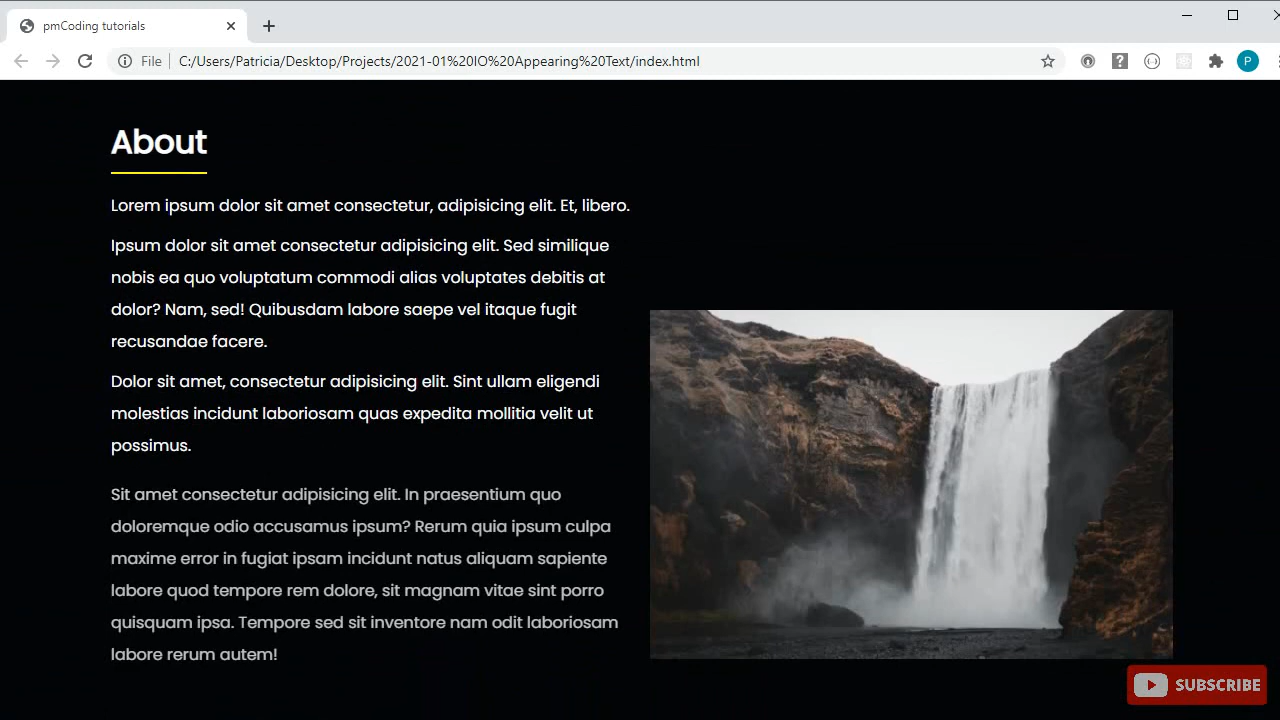 pmCoding tutorials
File
C:/Users/Patricia/Desktop/Projects/2021-01%20IO%20Appearing%20Text/index.html
P
About
Lorem ipsum dolor sit amet consectetur, adipisicing elit. Et, libero.
Ipsum dolor sit amet consectetur adipisicing elit. Sed similique
nobis ea quo voluptatum commodi alias voluptates debitis at
dolor? Nam, sed! Quibusdam labore saepe vel itaque fugit
recusandae facere.
Dolor sit amet, consectetur adipisicing elit. Sint ullam eligendi
molestias incidunt laboriosam quas expedita mollitia velit ut
possimus.
Sit amet consectetur adipisicing elit. In praesentium quo
doloremque odio accusamus ipsum? Rerum quia ipsum culpa
maxime error in fugiat ipsam incidunt natus aliquam sapiente
labore quod tempore rem dolore, sit magnam vitae sint porro
quisquam ipsa. Tempore sed sit inventore nam odit laboriosam
labore rerum autem!
SUBSCRIBE